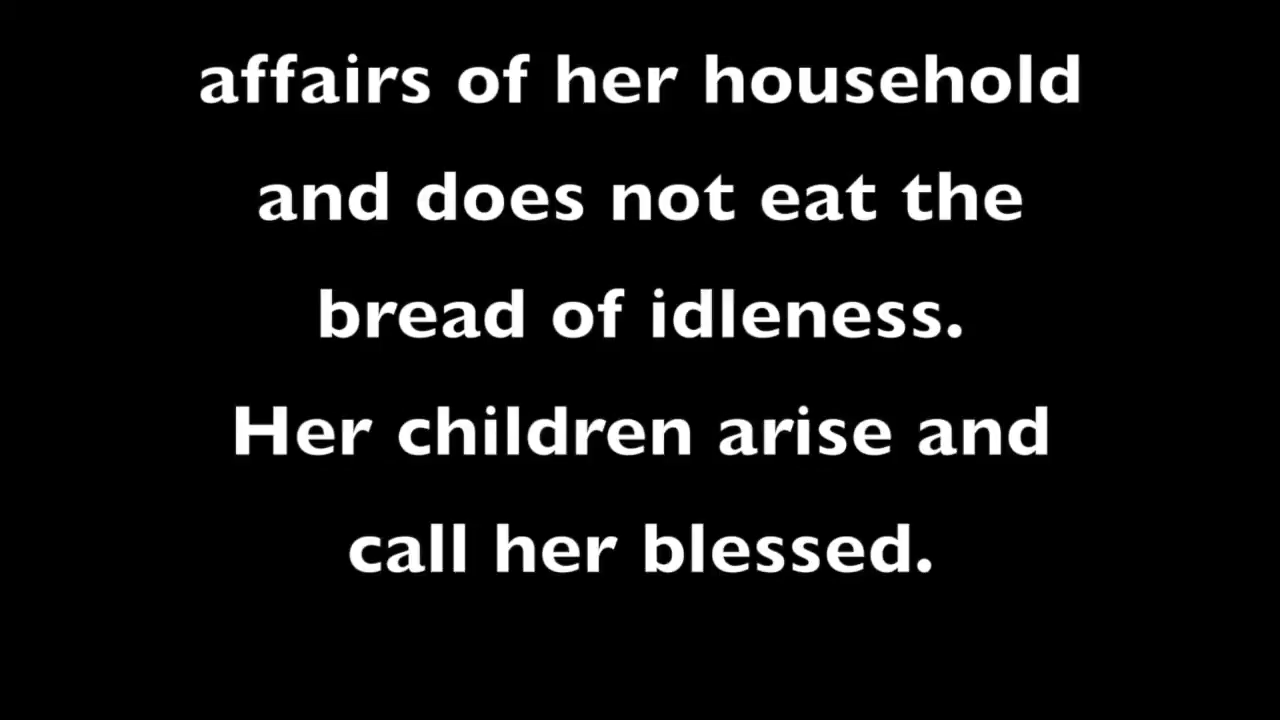 affairs of her household
and does not eat the
bread of idleness.
Her children arise and
call her blessed.